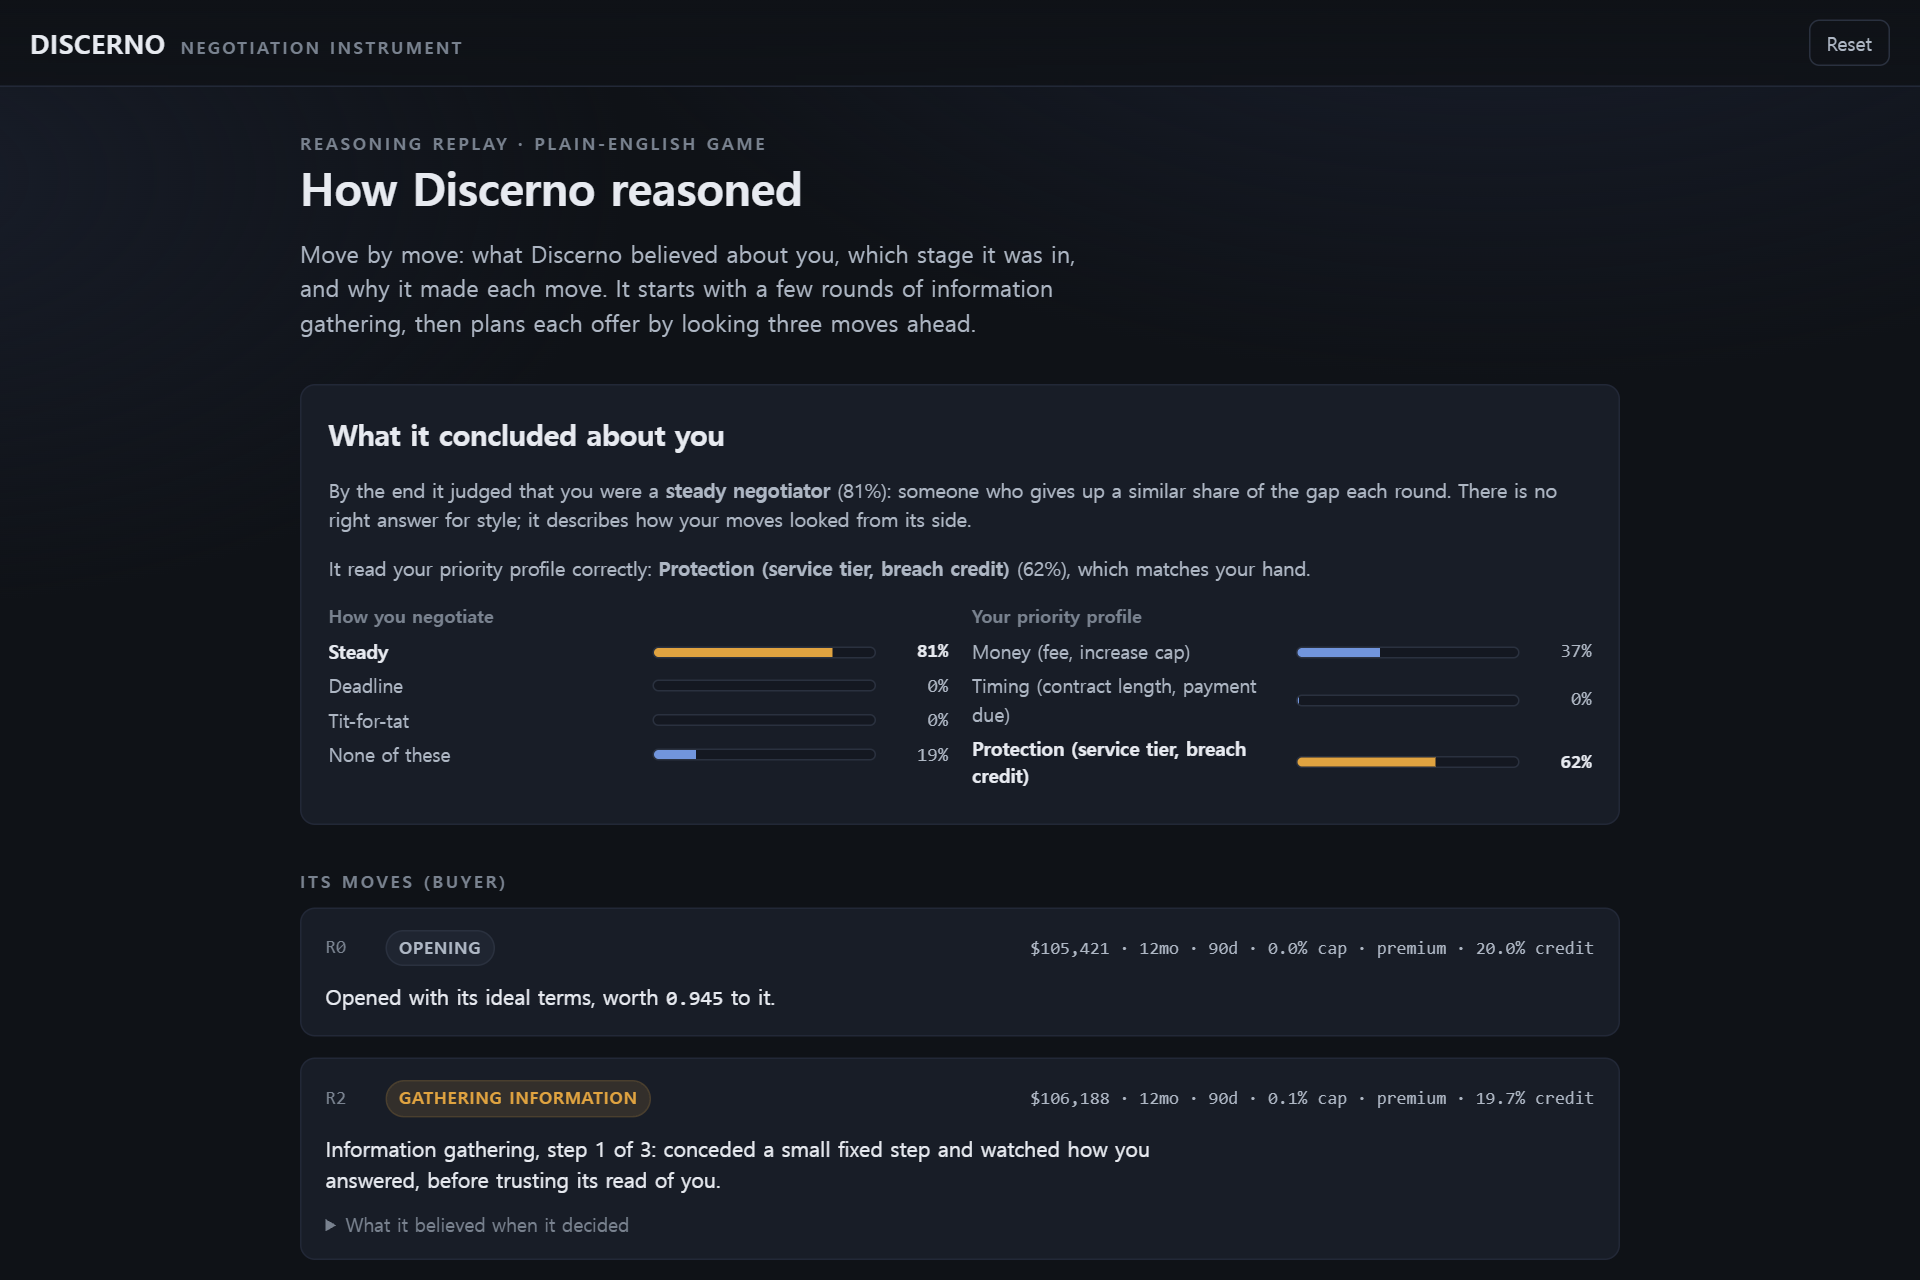 DISCERNO NEGOTIATION INSTRUMENT
Reset
REASONING REPLAY · PLAIN-ENGLISH GAME
How Discerno reasoned
Move by move: what Discerno believed about you, which stage it was in,
and why it made each move. It starts with a few rounds of information
gathering, then plans each offer by looking three moves ahead.
What it concluded about you
By the end it judged that you were a steady negotiator (81%): someone who gives up a similar share of the gap each round. There is no
right answer for style; it describes how your moves looked from its side.
It read your priority profile correctly: Protection (service tier, breach credit) (62%), which matches your hand.
How you negotiate
Steady 81%
Deadline 0%
Tit-for-tat 0%
None of these 19%
Your priority profile
Money (fee, increase cap) 37%
Timing (contract length, payment
due) 0%
Protection (service tier, breach
credit) 62%
ITS MOVES (BUYER)
R0 OPENING $105,421 · 12mo · 90d · 0.0% cap · premium · 20.0% credit
Opened with its ideal terms, worth 0.945 to it.
R2 GATHERING INFORMATION $106,188 · 12mo · 90d · 0.1% cap · premium · 19.7% credit
Information gathering, step 1 of 3: conceded a small fixed step and watched how you
answered, before trusting its read of you.
▶ What it believed when it decided